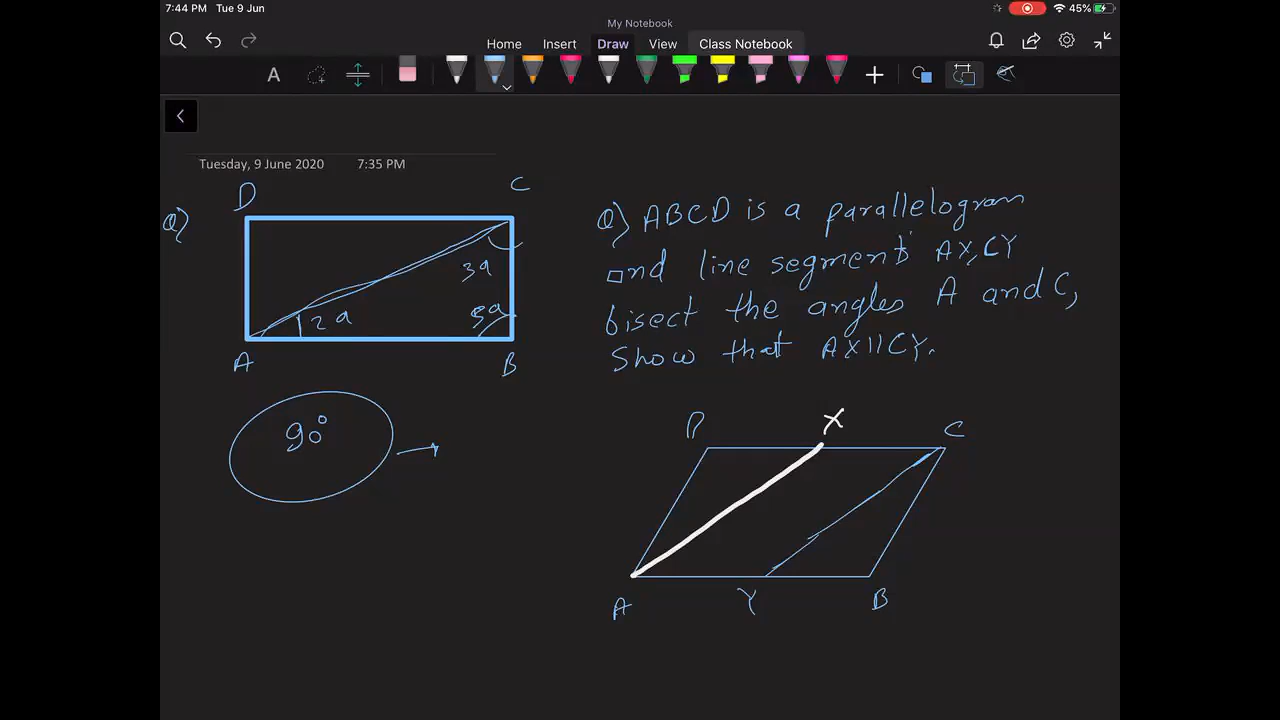 7:44 PM Tue 9 Jun
45%
My Notebook
Home Insert Draw View Class Notebook
A
Tuesday, 9 June 2020 7:35 PM
D C
Q)
3a
2a 5a
A B
90°
Q) ABCD is a parallelogram
and line segments AX, CY
bisect the angles A and C,
Show that AX||CY.
D X C
A Y B